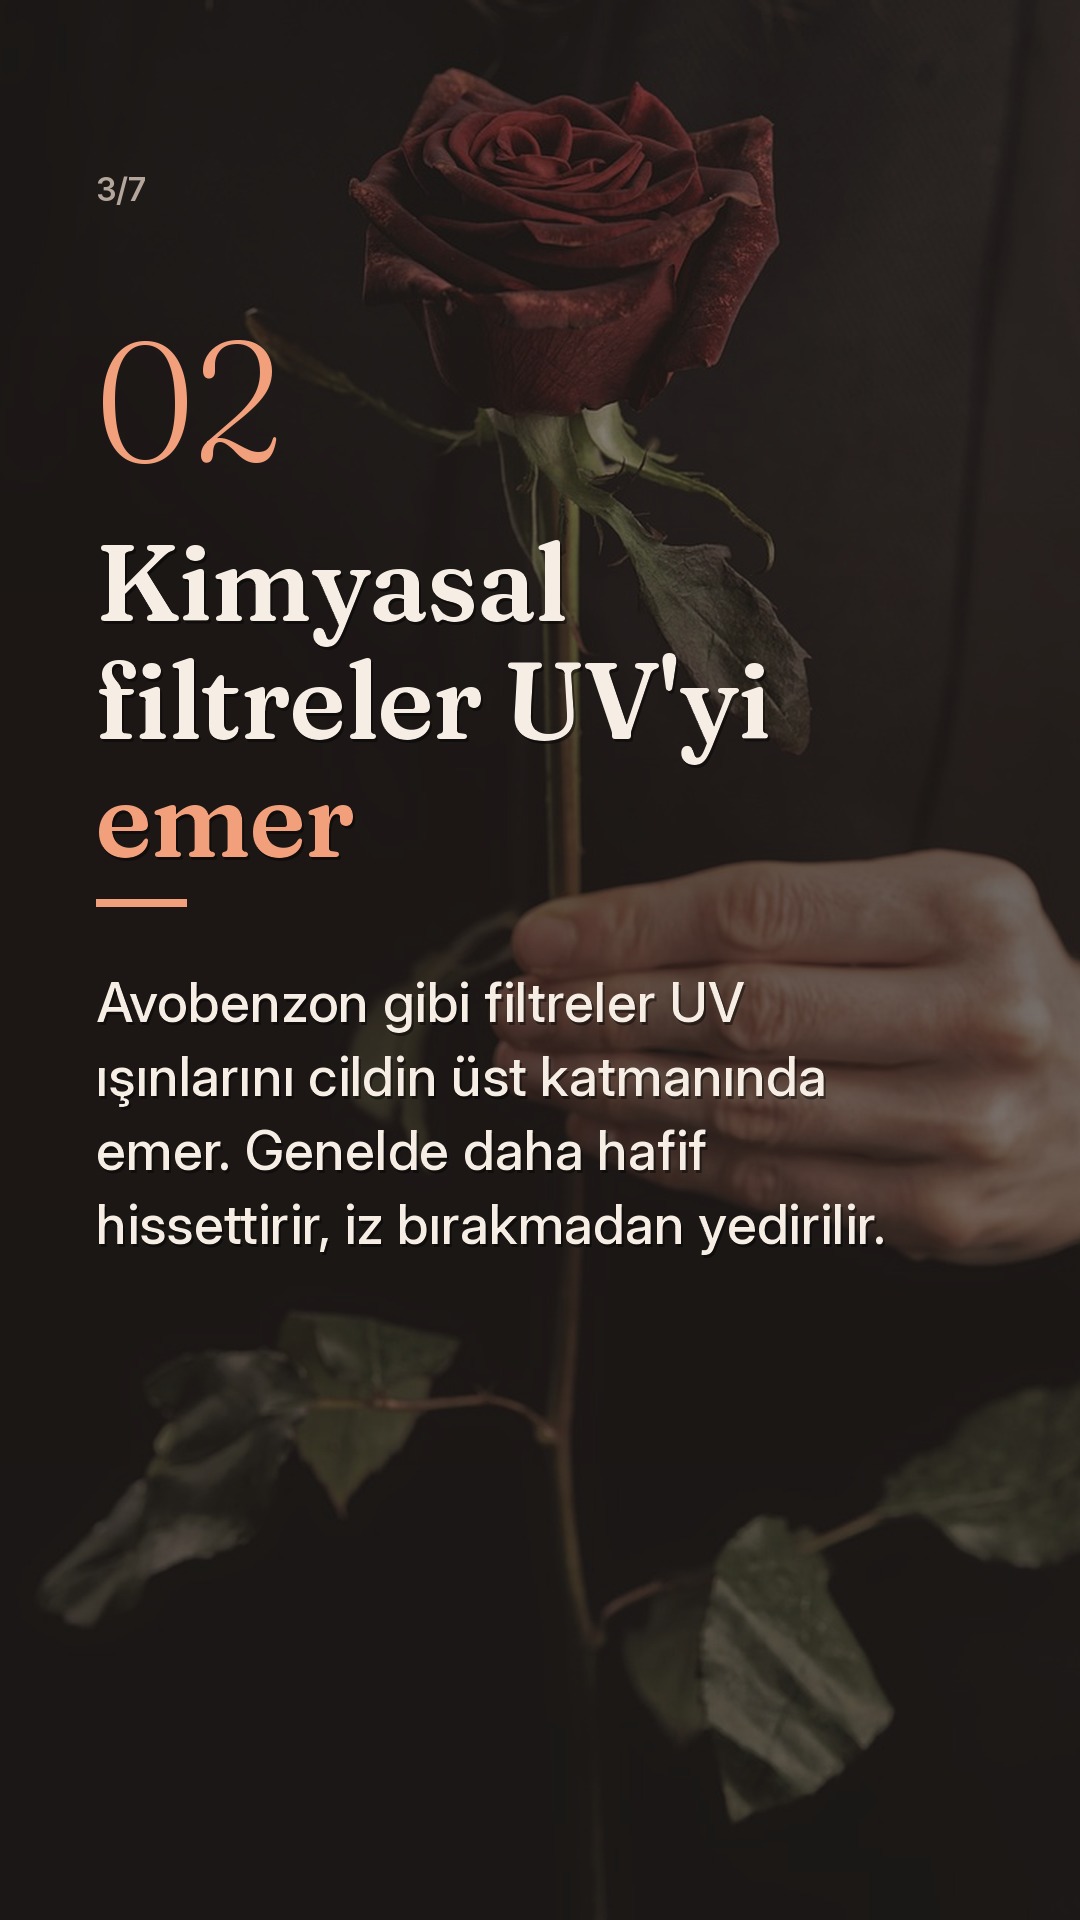 3/7
02
Kimyasal
filtreler UV'yi
emer
Avobenzon gibi filtreler UV
ışınlarını cildin üst katmanında
emer. Genelde daha hafif
hissettirir, iz bırakmadan yedirilir.